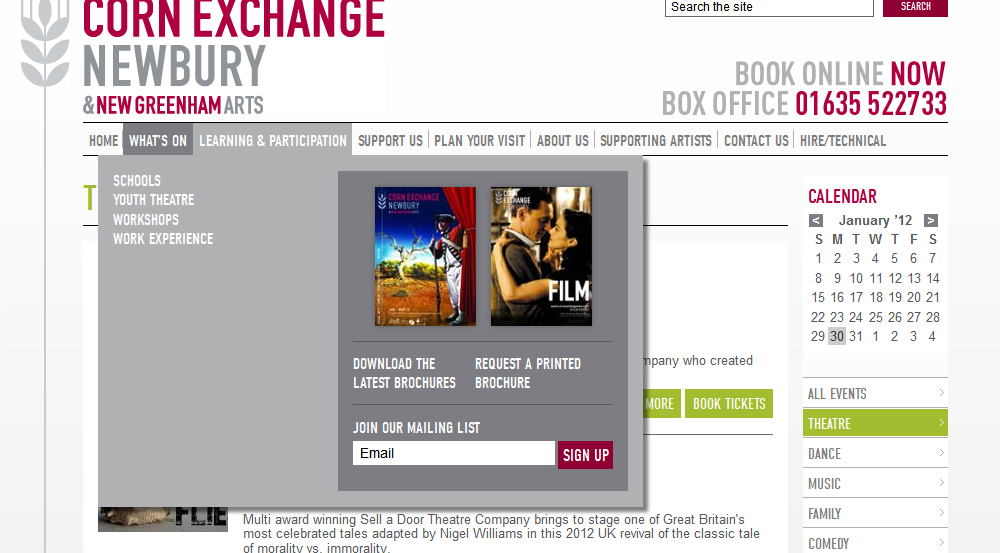 Search the site
SEARCH
CORN EXCHANGE
NEWBURY
& NEW GREENHAM ARTS
BOOK ONLINE NOW
BOX OFFICE 01635 522733
HOME
WHAT'S ON
LEARNING & PARTICIPATION
SUPPORT US
PLAN YOUR VISIT
ABOUT US
SUPPORTING ARTISTS
CONTACT US
HIRE/TECHNICAL
T
SCHOOLS
YOUTH THEATRE
WORKSHOPS
WORK EXPERIENCE
CORN EXCHANGE
NEWBURY
& NEW GREENHAM ARTS
CORN EXCHANGE
NEWBURY
FILM
DOWNLOAD THE
LATEST BROCHURES
REQUEST A PRINTED
BROCHURE
JOIN OUR MAILING LIST
Email
SIGN UP
mpany who created
MORE
BOOK TICKETS
FLIE
Multi award winning Sell a Door Theatre Company brings to stage one of Great Britain's
most celebrated tales adapted by Nigel Williams in this 2012 UK revival of the classic tale
of morality vs. immorality.
CALENDAR
< January '12 >
S M T W T F S
1 2 3 4 5 6 7
8 9 10 11 12 13 14
15 16 17 18 19 20 21
22 23 24 25 26 27 28
29 30 31 1 2 3 4
ALL EVENTS
THEATRE
DANCE
MUSIC
FAMILY
COMEDY